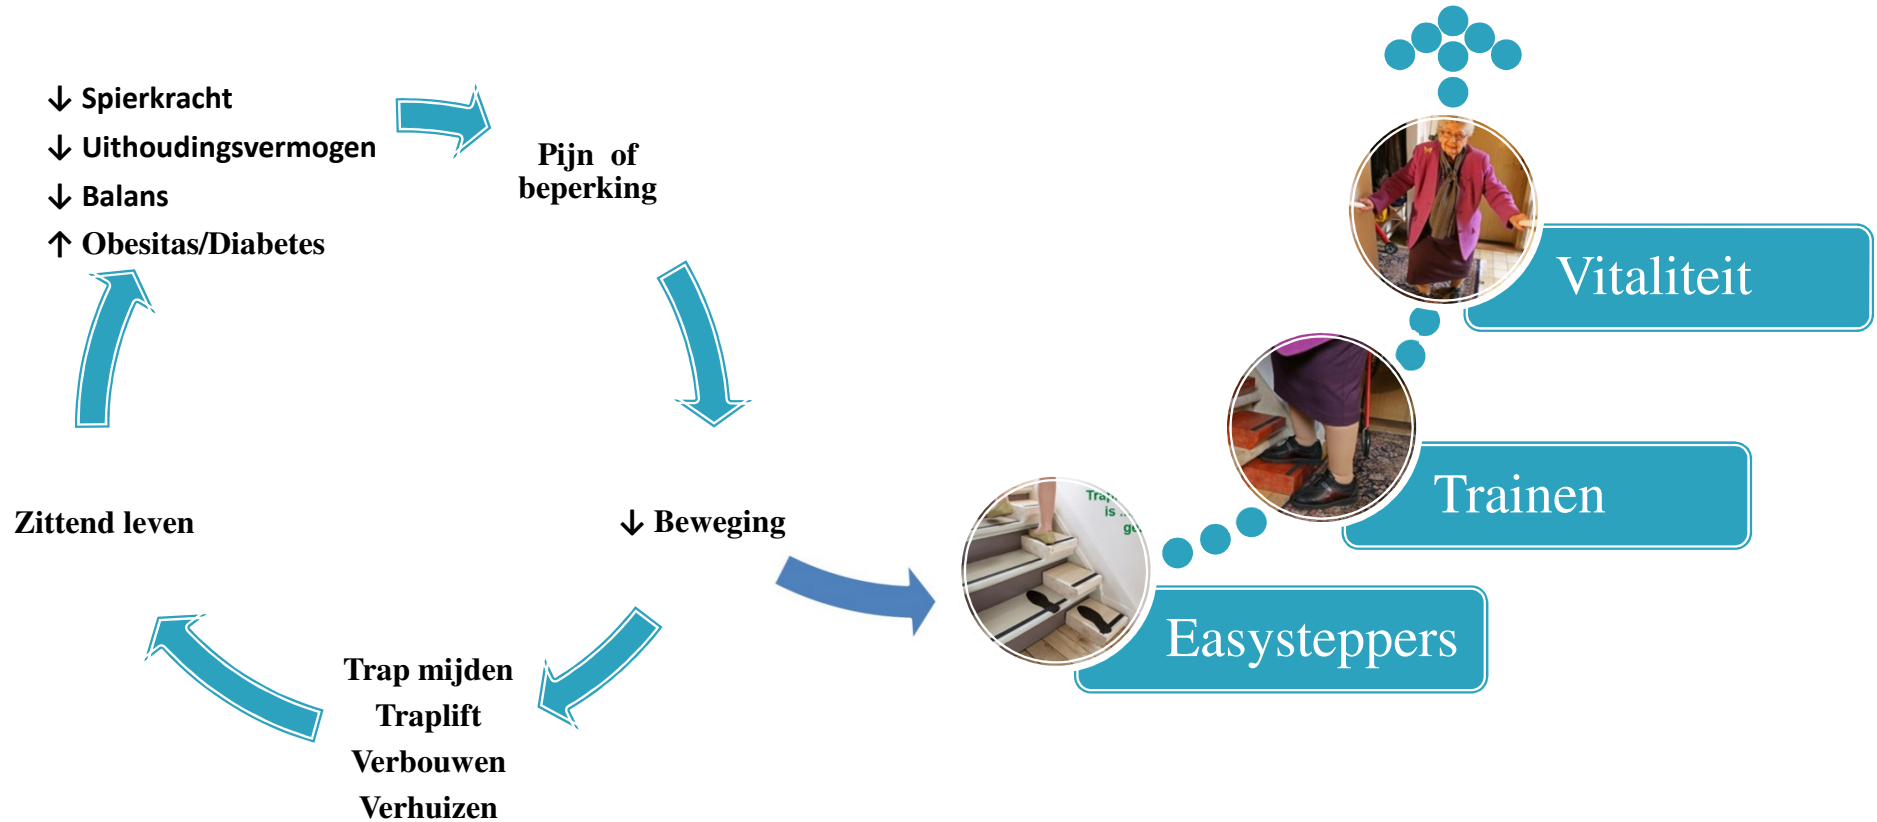 ↓ Spierkracht
↓ Uithoudingsvermogen
↓ Balans
↑ Obesitas/Diabetes
Pijn of
beperking
↓ Beweging
Trap mijden
Traplift
Verbouwen
Verhuizen
Zittend leven
Vitaliteit
Trainen
Easysteppers
is ...